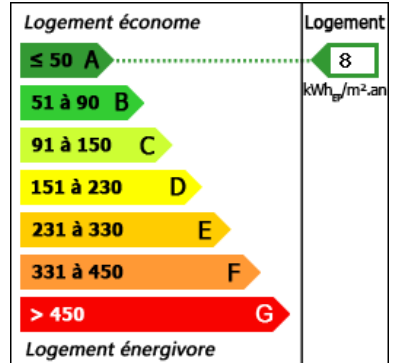 Logement économe
Logement
≤ 50 A
8
kWhEP/m².an
51 à 90 B
91 à 150 C
151 à 230 D
231 à 330 E
331 à 450 F
> 450 G
Logement énergivore